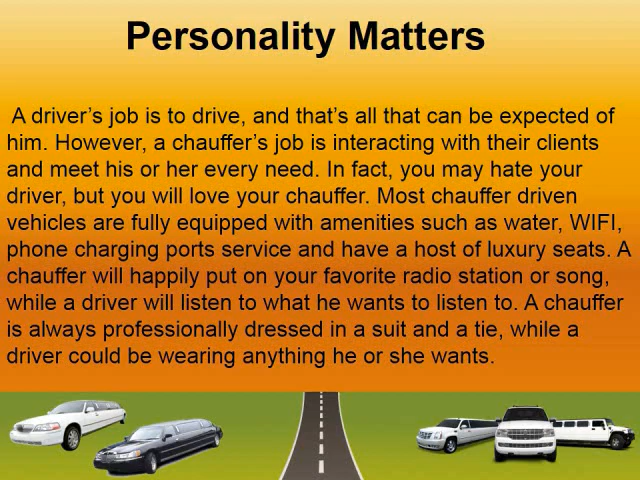 Personality Matters
A driver’s job is to drive, and that’s all that can be expected of
him. However, a chauffer’s job is interacting with their clients
and meet his or her every need. In fact, you may hate your
driver, but you will love your chauffer. Most chauffer driven
vehicles are fully equipped with amenities such as water, WIFI,
phone charging ports service and have a host of luxury seats. A
chauffer will happily put on your favorite radio station or song,
while a driver will listen to what he wants to listen to. A chauffer
is always professionally dressed in a suit and a tie, while a
driver could be wearing anything he or she wants.